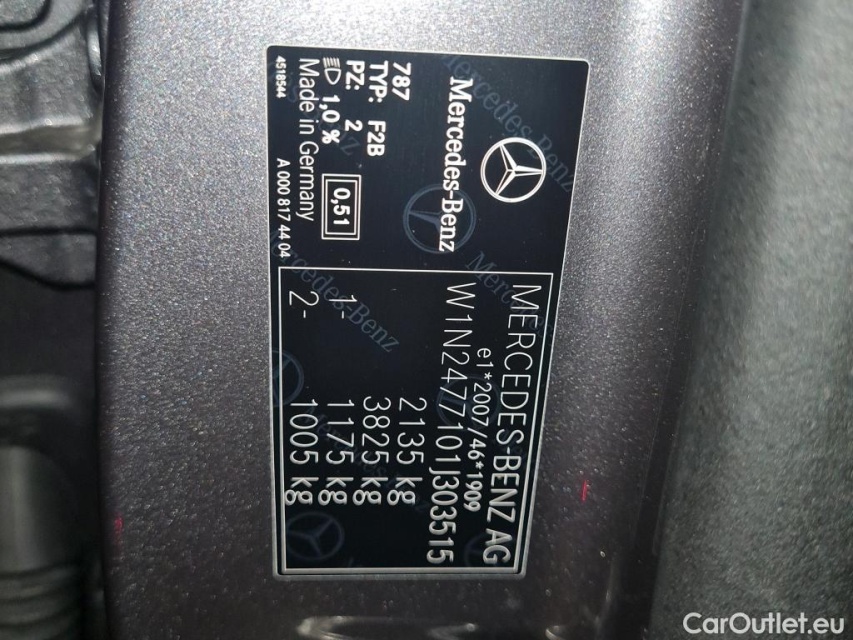 Mercedes-Benz
787
TYP: F2B
PZ: 2
1,0 %
0,51
Made in Germany
4518544
A 000 817 44 04
MERCEDES-BENZ AG
e1*2007/46*1909
W1N2477101J303515
2135 kg
3825 kg
1- 1175 kg
2- 1005 kg
CarOutlet.eu